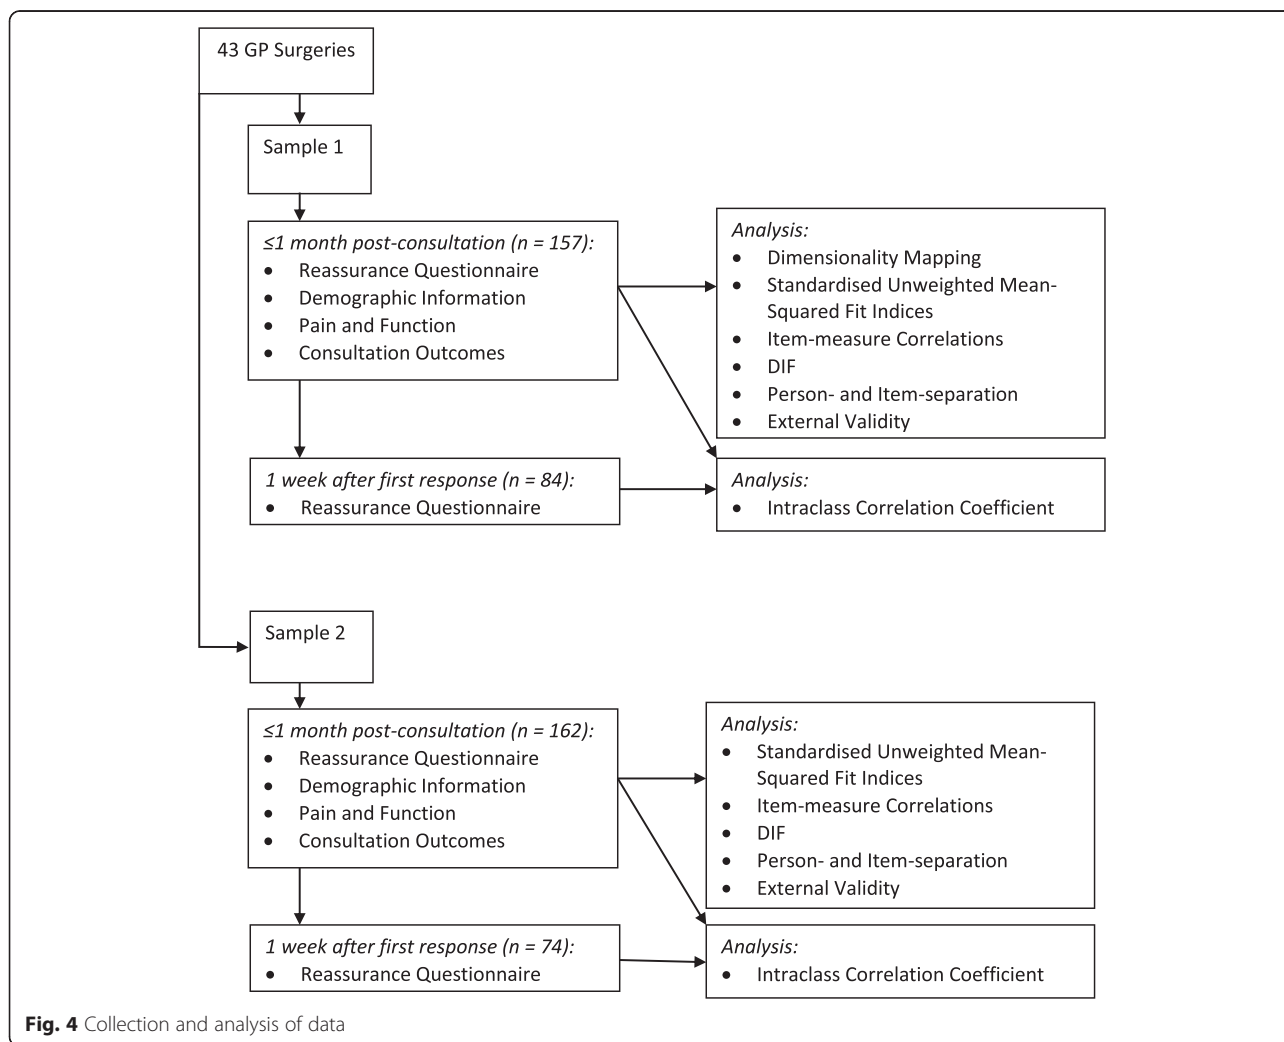 43 GP Surgeries
Sample 1
≤1 month post-consultation (n = 157):
• Reassurance Questionnaire
• Demographic Information
• Pain and Function
• Consultation Outcomes
Analysis:
• Dimensionality Mapping
• Standardised Unweighted Mean-
Squared Fit Indices
• Item-measure Correlations
• DIF
• Person- and Item-separation
• External Validity
1 week after first response (n = 84):
• Reassurance Questionnaire
Analysis:
• Intraclass Correlation Coefficient
Sample 2
≤1 month post-consultation (n = 162):
• Reassurance Questionnaire
• Demographic Information
• Pain and Function
• Consultation Outcomes
Analysis:
• Standardised Unweighted Mean-
Squared Fit Indices
• Item-measure Correlations
• DIF
• Person- and Item-separation
• External Validity
1 week after first response (n = 74):
• Reassurance Questionnaire
Analysis:
• Intraclass Correlation Coefficient
Fig. 4 Collection and analysis of data